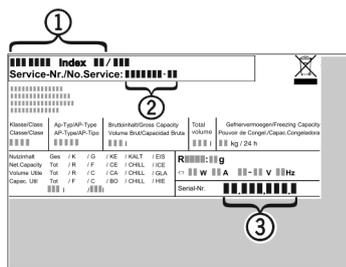 1
Index /
Service-Nr./No.Service: -
2
Klasse/Class Ap-Typ/AP-Type Bruttoinhalt/Gross Capacity Total Gefriervermoegen/Freezing Capacity
Classe/Clase AP-Type/AP-Tipo Volume Brut/Capacidad Bruta volume Pouvoir de Congel./Capac.Congeladora
l l kg / 24 h
Nutzinhalt Ges / K / G / KE / KALT / EIS
Net.Capacity Tot / R / F / CE / CHILL / ICE
Volume Utile Tot / R / C / CA / CHILL / GLA
Capac. Util Tot / F / C / BO / CHILL / HIE
l / l
R : g
W A - V Hz
Serial-Nr. . . .
3